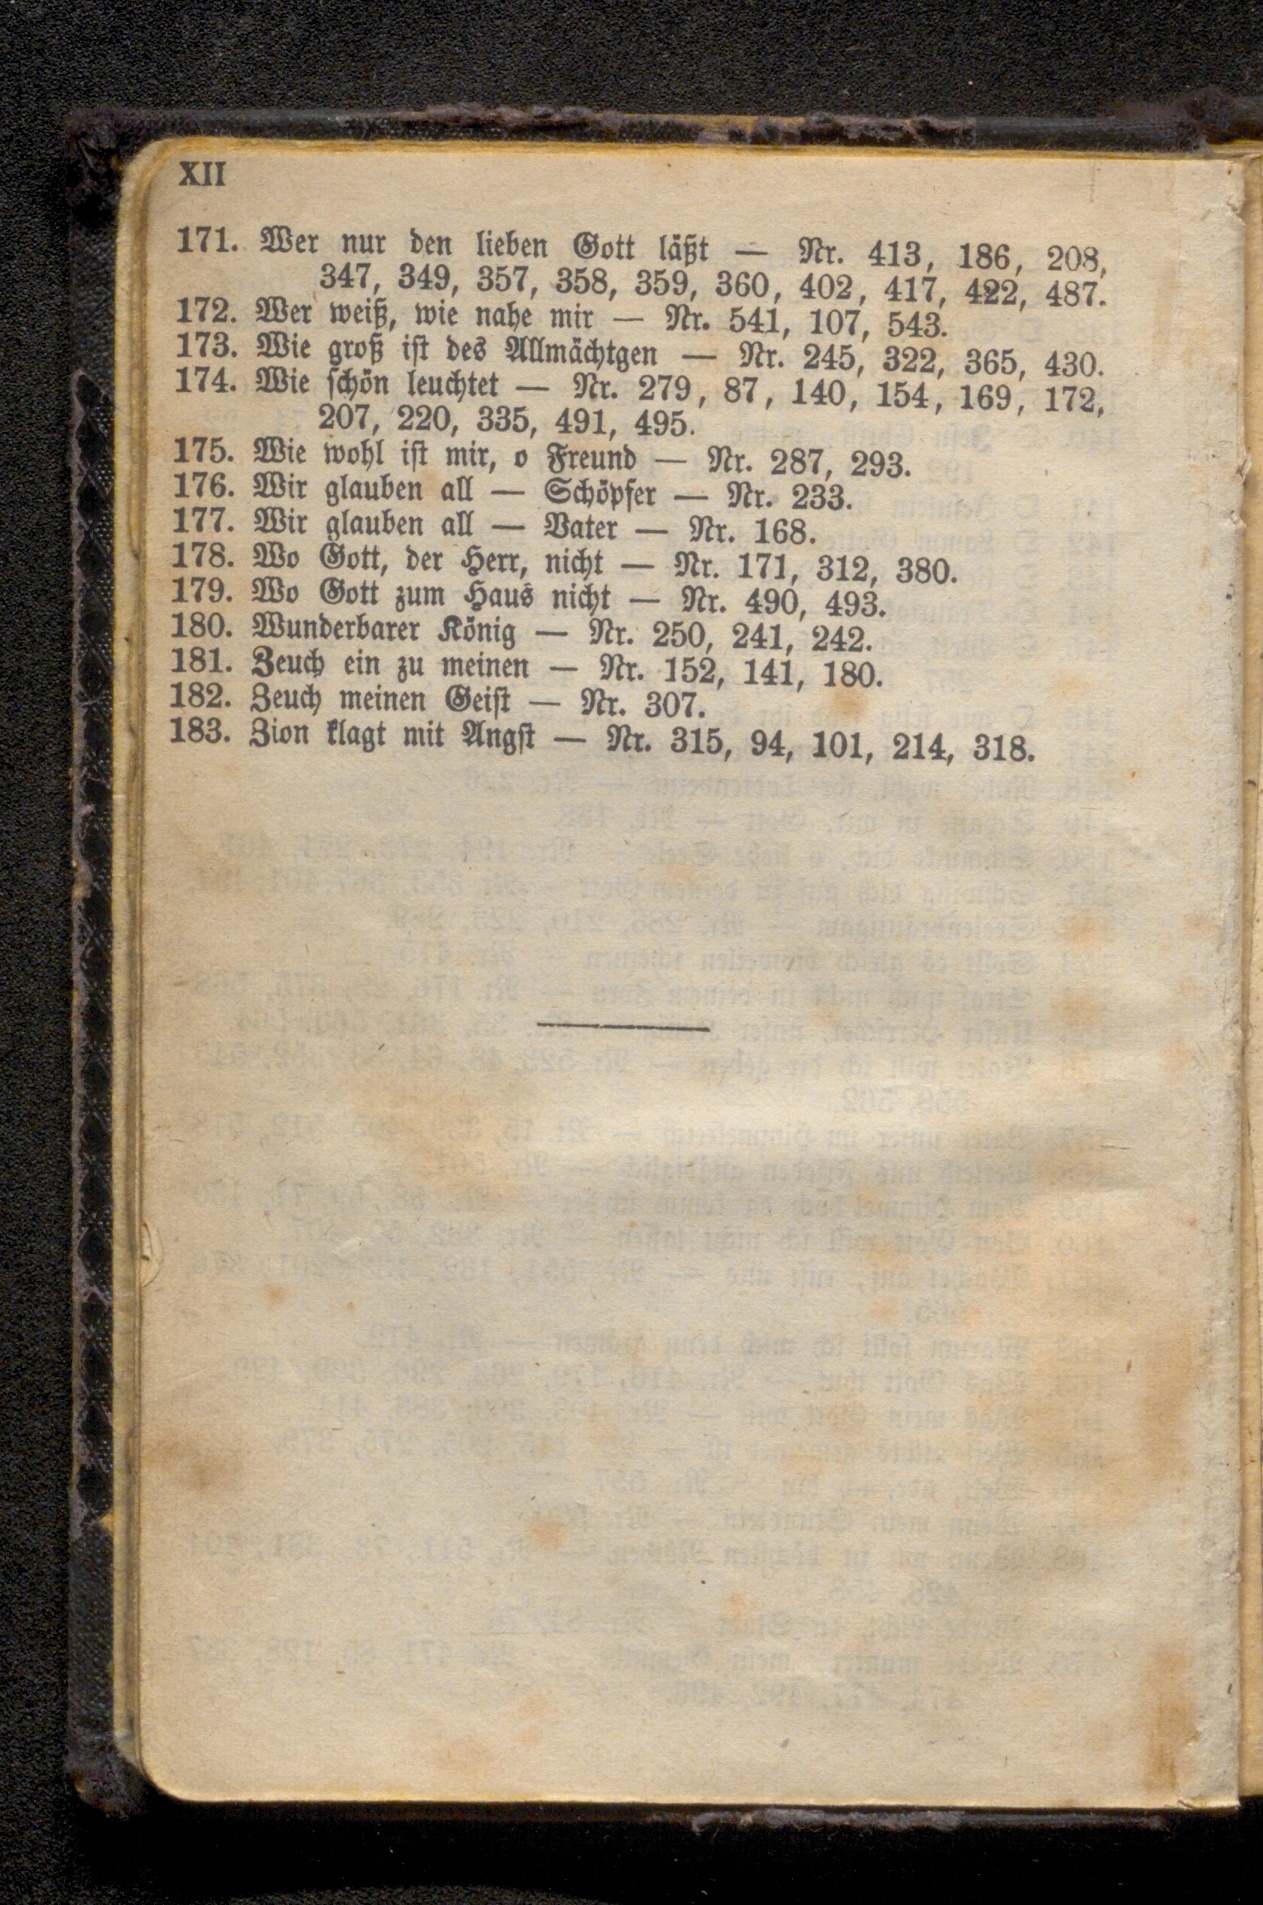 XII
171. Wer nur den lieben Gott läßt — Nr. 413, 186, 208,
347, 349, 357, 358, 359, 360, 402, 417, 422, 487.
172. Wer weiß, wie nahe mir — Nr. 541, 107, 543.
173. Wie groß ist des Allmächtgen — Nr. 245, 322, 365, 430.
174. Wie schön leuchtet — Nr. 279, 87, 140, 154, 169, 172,
207, 220, 335, 491, 495.
175. Wie wohl ist mir, o Freund — Nr. 287, 293.
176. Wir glauben all — Schöpfer — Nr. 233.
177. Wir glauben all — Vater — Nr. 168.
178. Wo Gott, der Herr, nicht — Nr. 171, 312, 380.
179. Wo Gott zum Haus nicht — Nr. 490, 493.
180. Wunderbarer König — Nr. 250, 241, 242.
181. Zeuch ein zu meinen — Nr. 152, 141, 180.
182. Zeuch meinen Geist — Nr. 307.
183. Zion klagt mit Angst — Nr. 315, 94, 101, 214, 318.